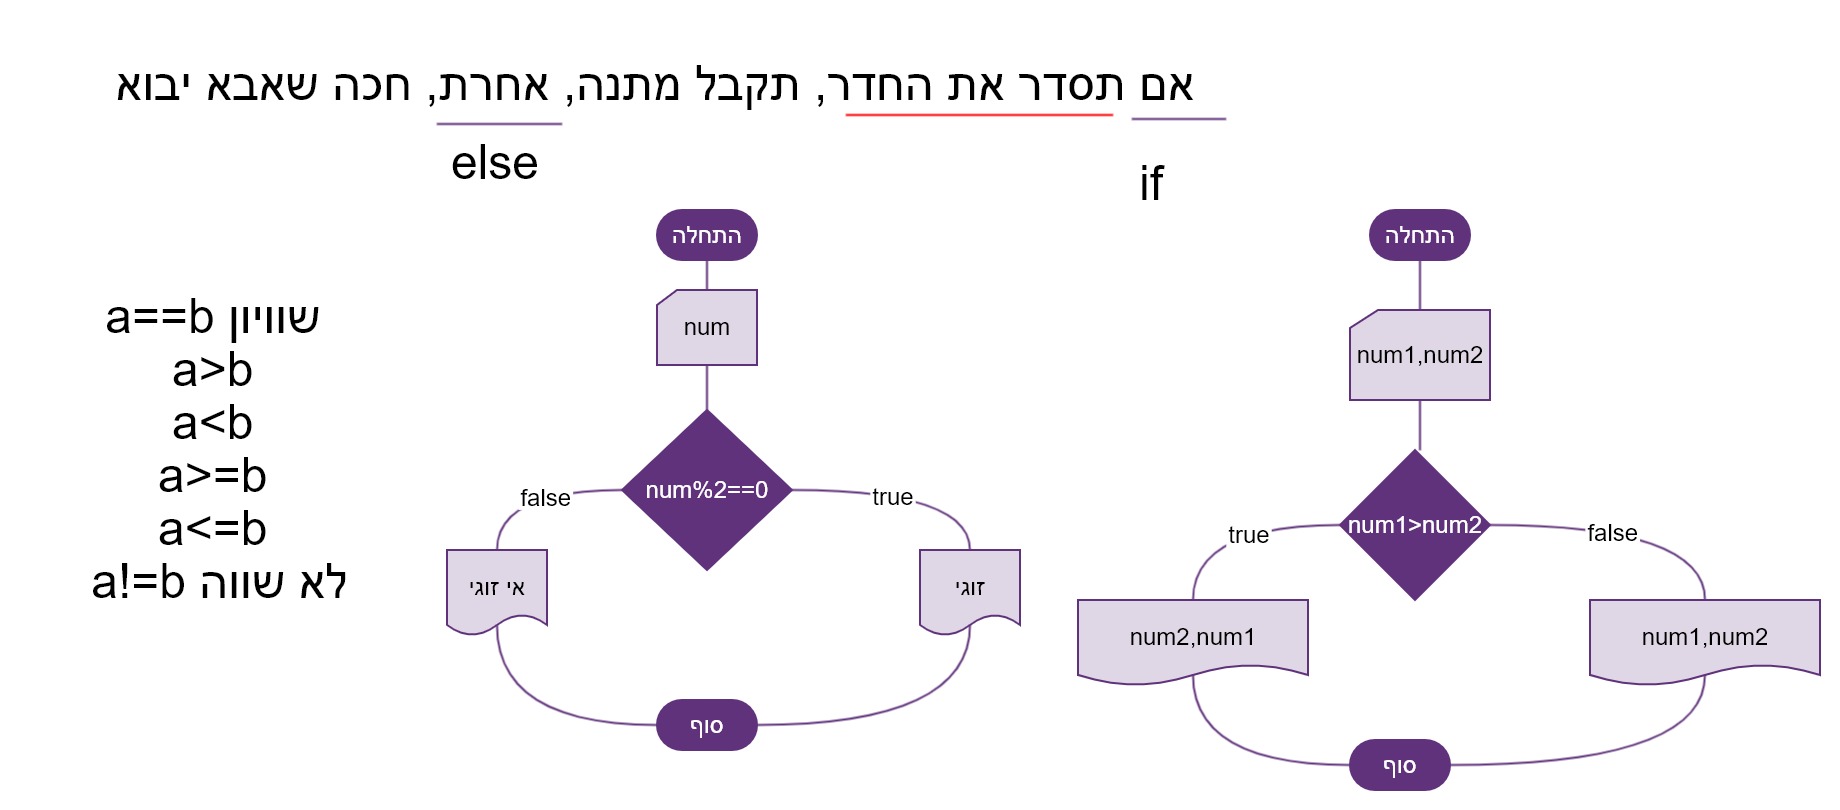 אם תסדר את החדר, תקבל מתנה, אחרת, חכה שאבא יבוא
if
else
התחלה
num1,num2
num1>num2
true
false
num2,num1
num1,num2
סוף
התחלה
num
num%2==0
false
true
אי זוגי
זוגי
סוף
a==b שוויון
a>b
a<b
a>=b
a<=b
a!=b לא שווה